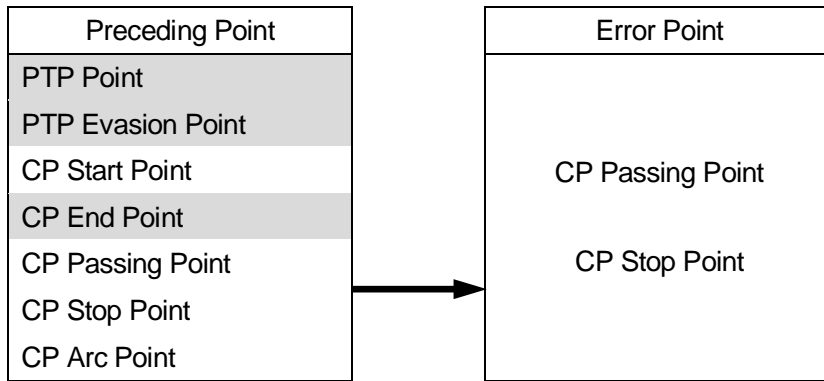 Preceding Point
PTP Point
PTP Evasion Point
CP Start Point
CP End Point
CP Passing Point
CP Stop Point
CP Arc Point
Error Point
CP Passing Point
CP Stop Point